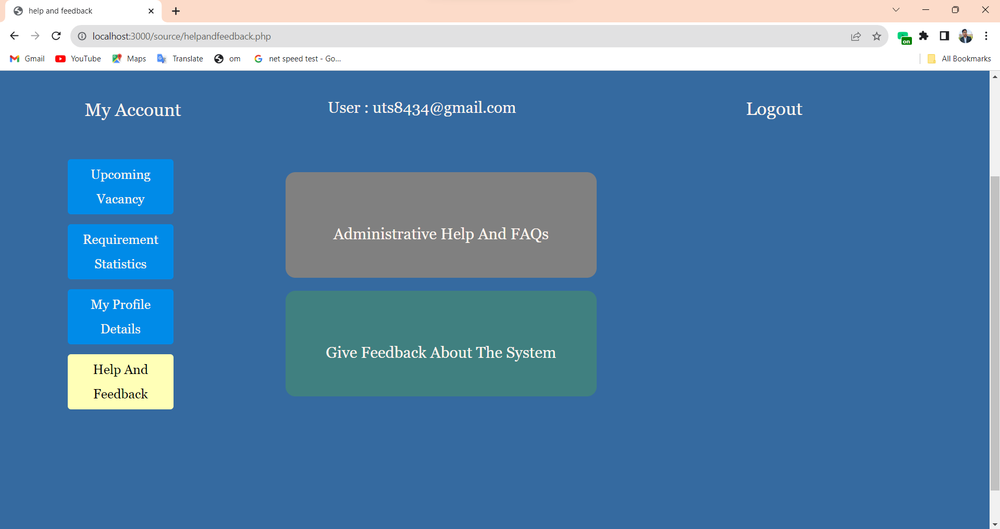 help and feedback
localhost:3000/source/helpandfeedback.php
on
Gmail YouTube Maps Translate om net speed test - Go... All Bookmarks
My Account User : uts8434@gmail.com Logout
Upcoming
Vacancy
Requirement
Statistics
My Profile
Details
Help And
Feedback
Administrative Help And FAQs
Give Feedback About The System